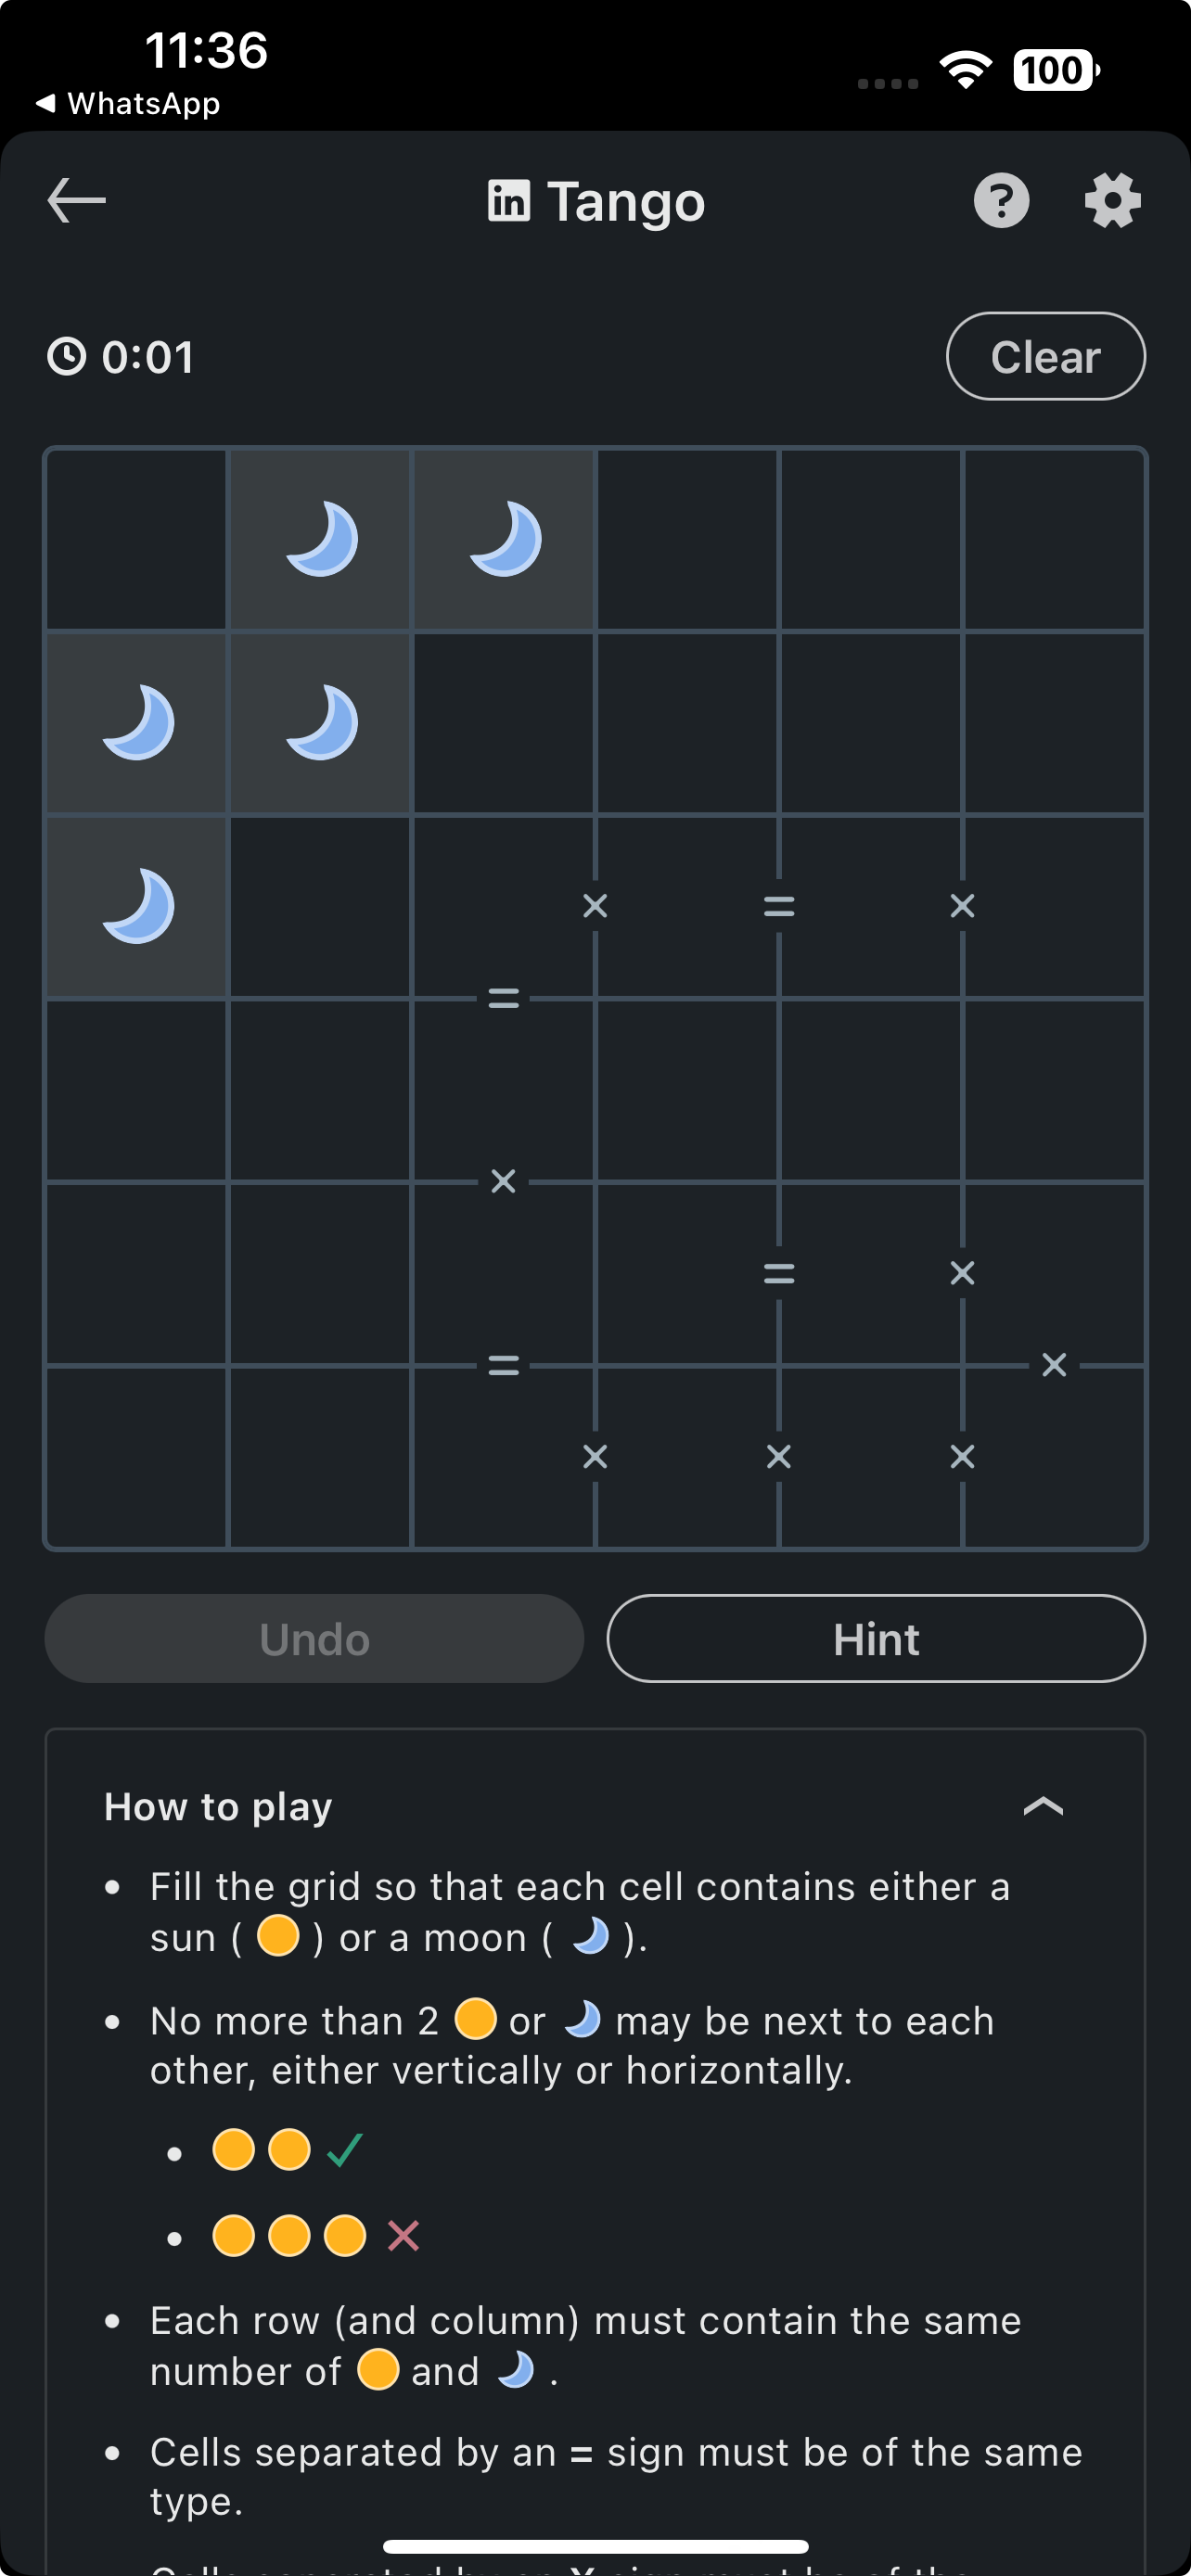 11:36
WhatsApp
100
in Tango
?
0:01
Clear
×
=
×
=
×
=
×
=
×
×
×
×
Undo
Hint
How to play
• Fill the grid so that each cell contains either a
sun ( ) or a moon ( ).
• No more than 2 or may be next to each
other, either vertically or horizontally.
• Each row (and column) must contain the same
number of and .
• Cells separated by an = sign must be of the same
type.